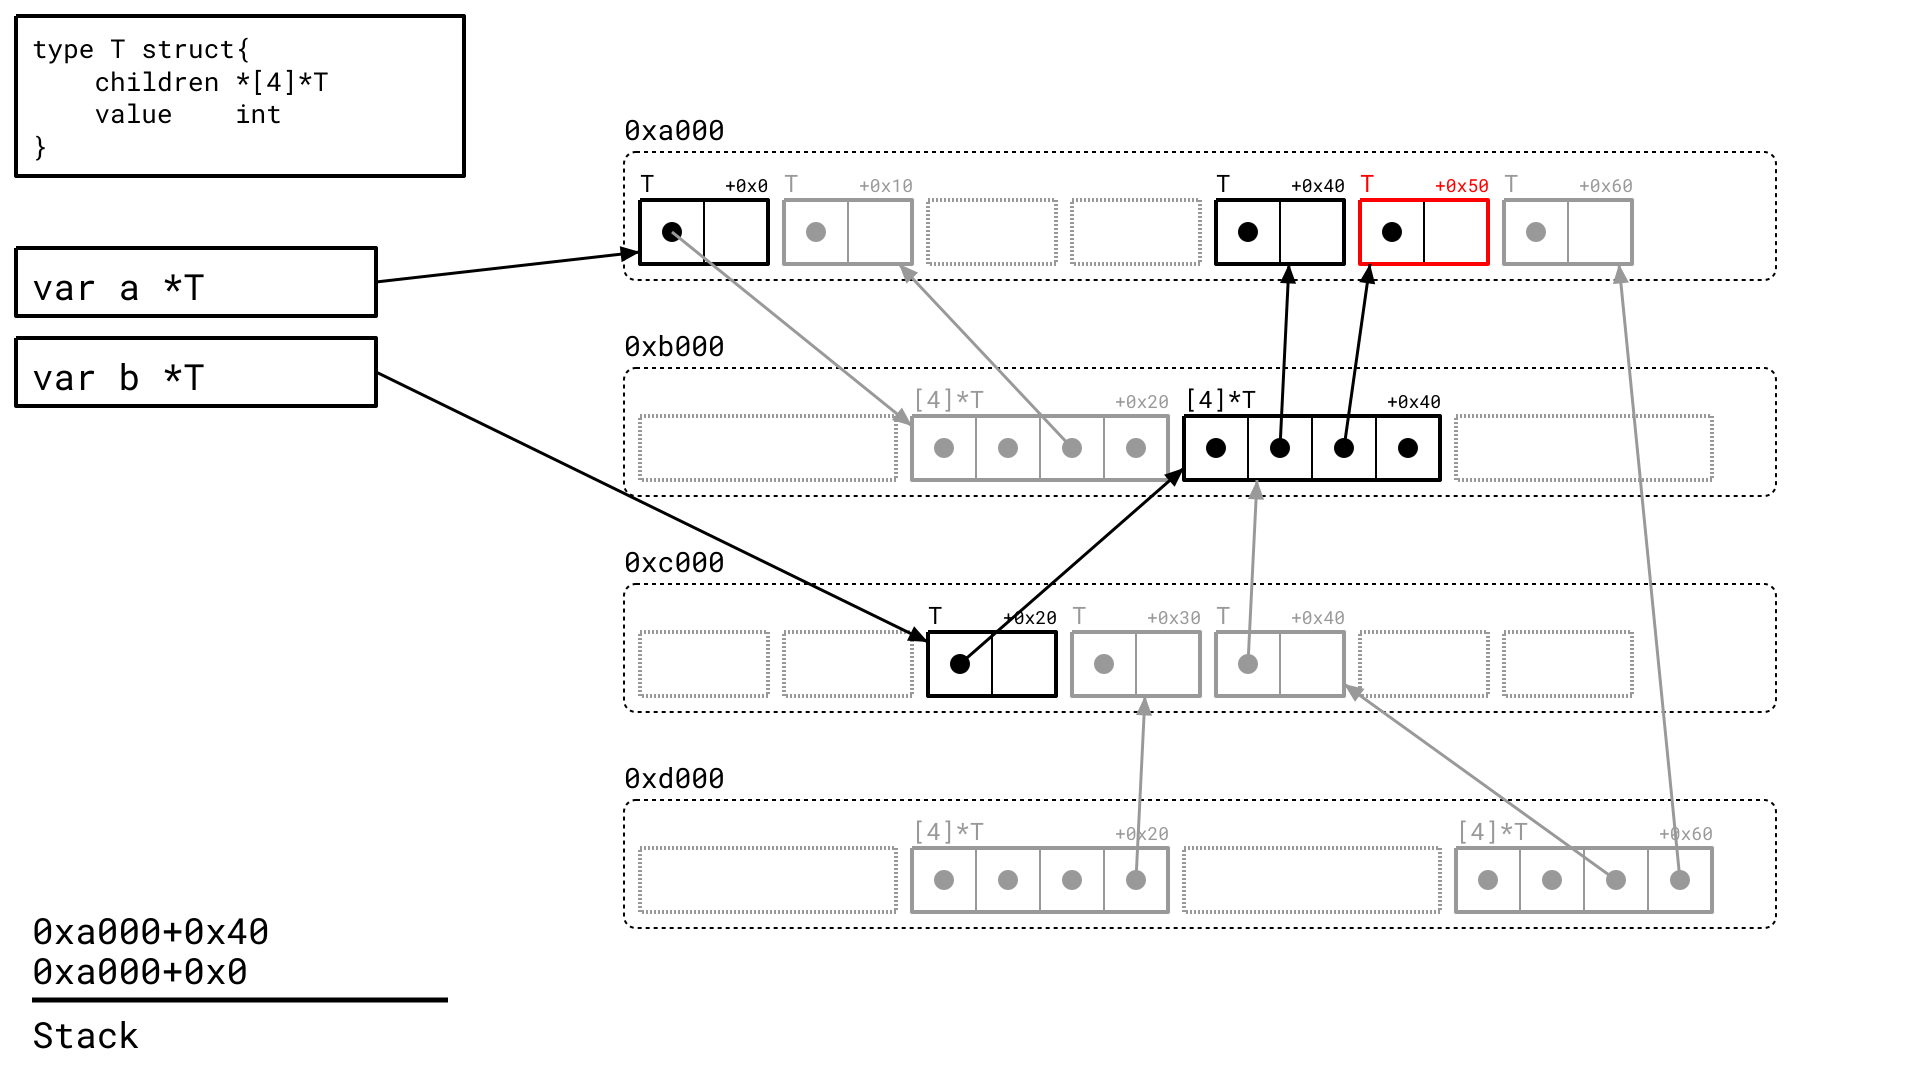 type T struct{
    children *[4]*T
    value    int
}
var a *T
var b *T
0xa000
T +0x0 T +0x10 T +0x40 T +0x50 T +0x60
0xb000
[4]*T +0x20 [4]*T +0x40
0xc000
T +0x20 T +0x30 T +0x40
0xd000
[4]*T +0x20 [4]*T +0x60
0xa000+0x40
0xa000+0x0
Stack